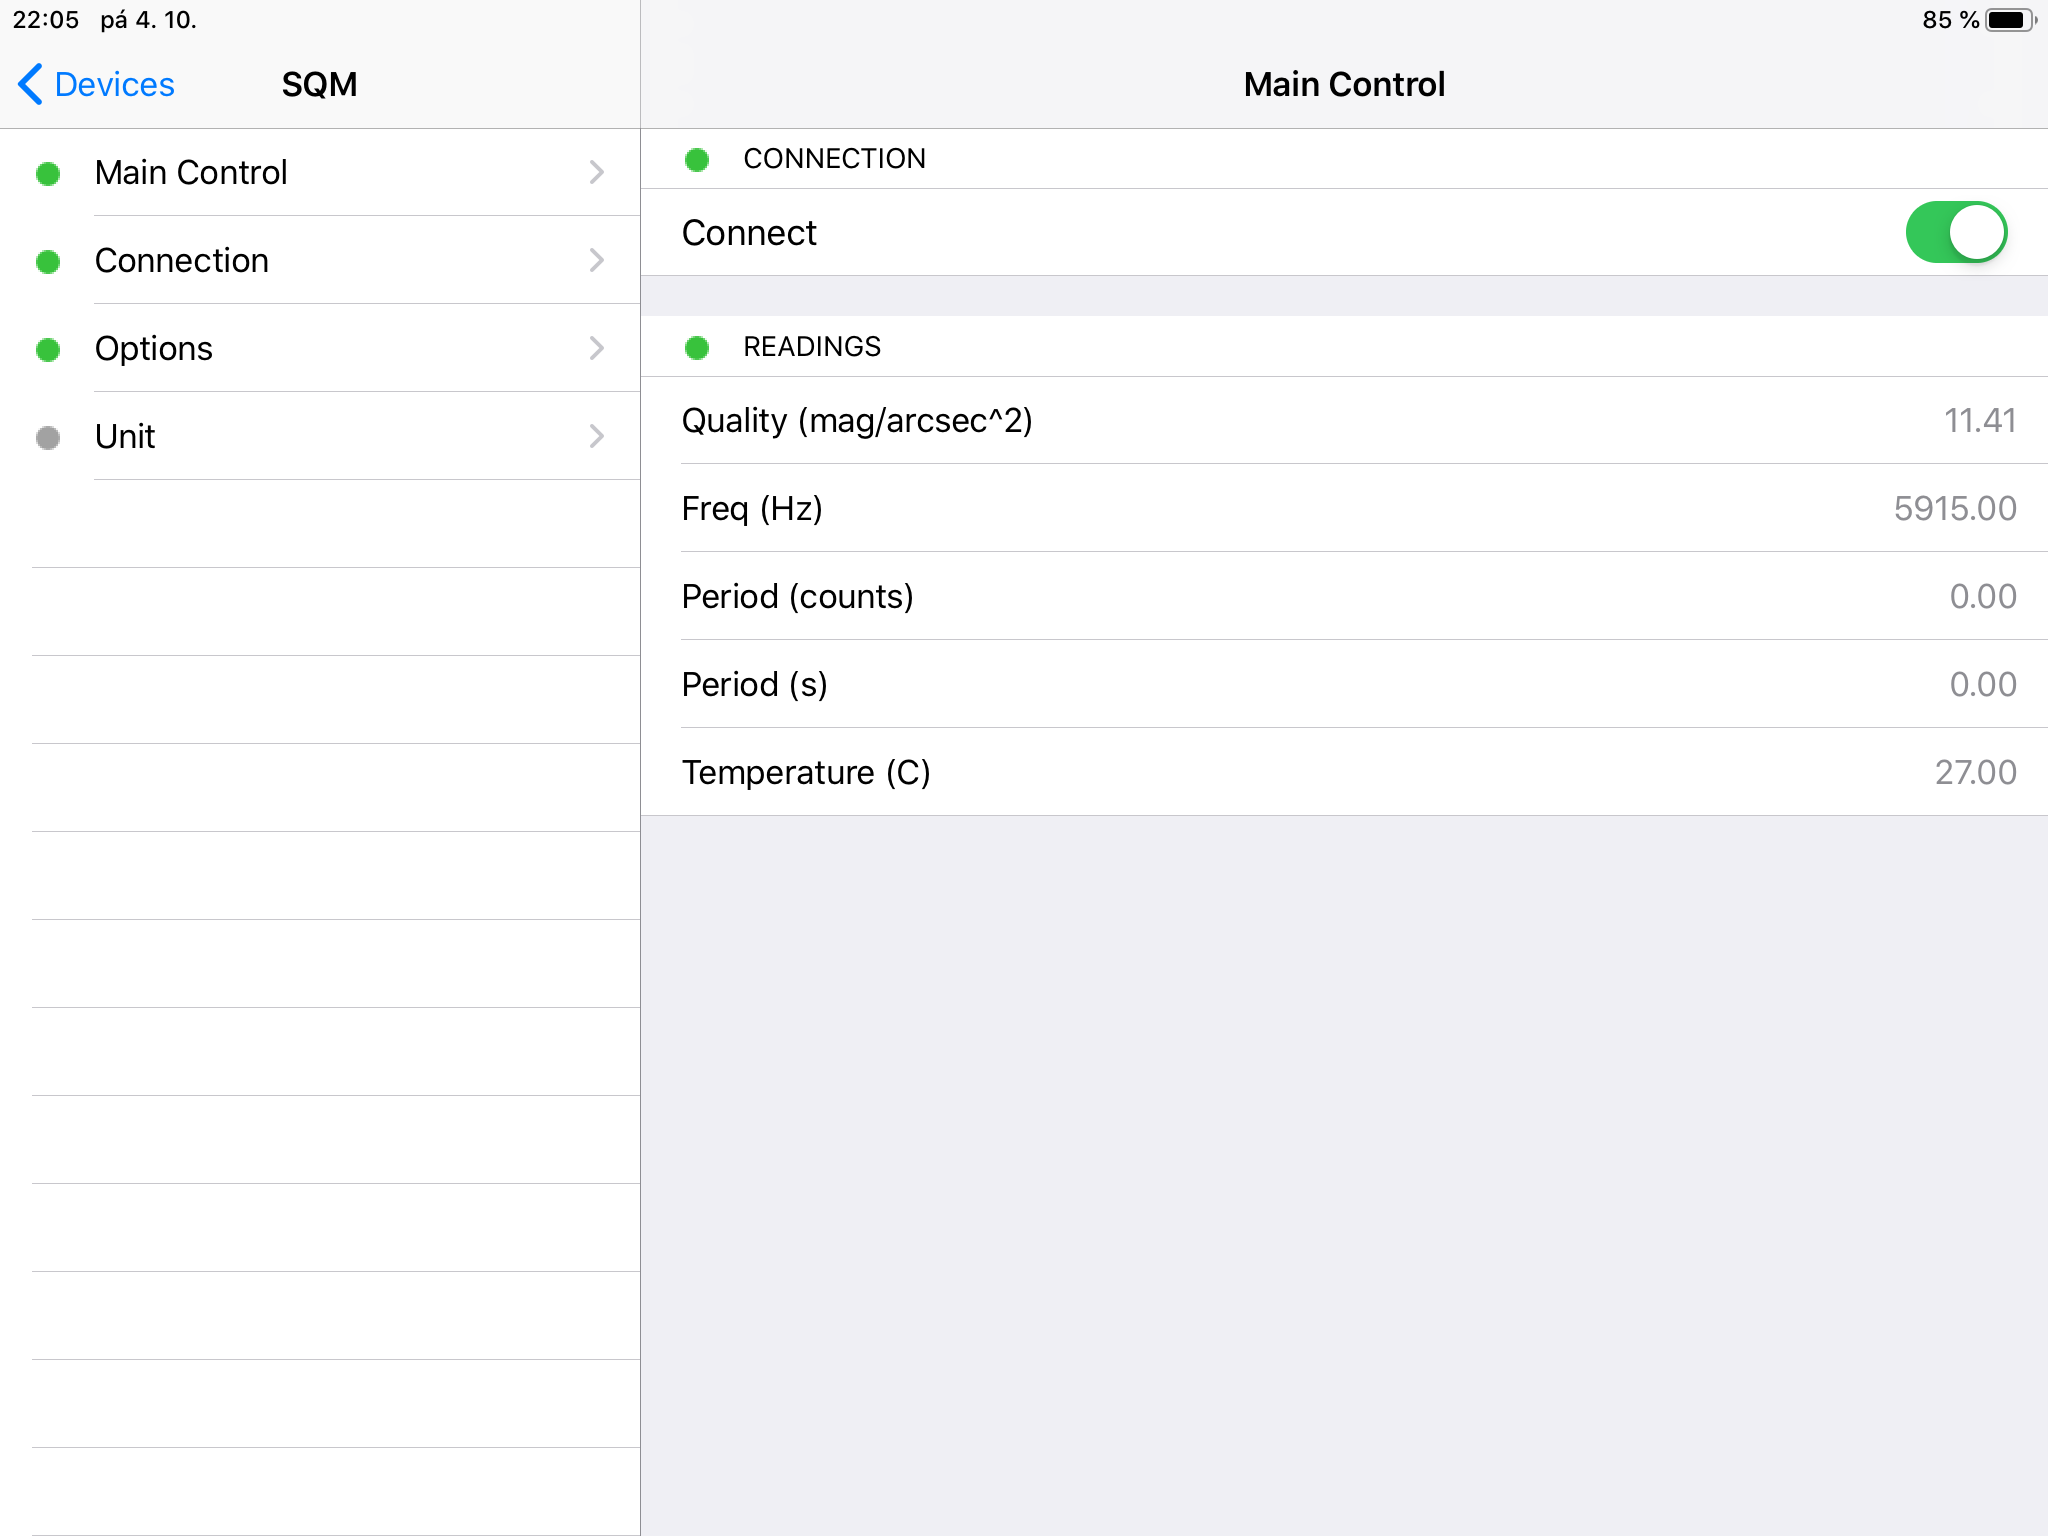 22:05 pá 4. 10.
85 %
Devices
SQM
Main Control
Connection
Options
Unit
Main Control
CONNECTION
Connect
READINGS
Quality (mag/arcsec^2) 11.41
Freq (Hz) 5915.00
Period (counts) 0.00
Period (s) 0.00
Temperature (C) 27.00